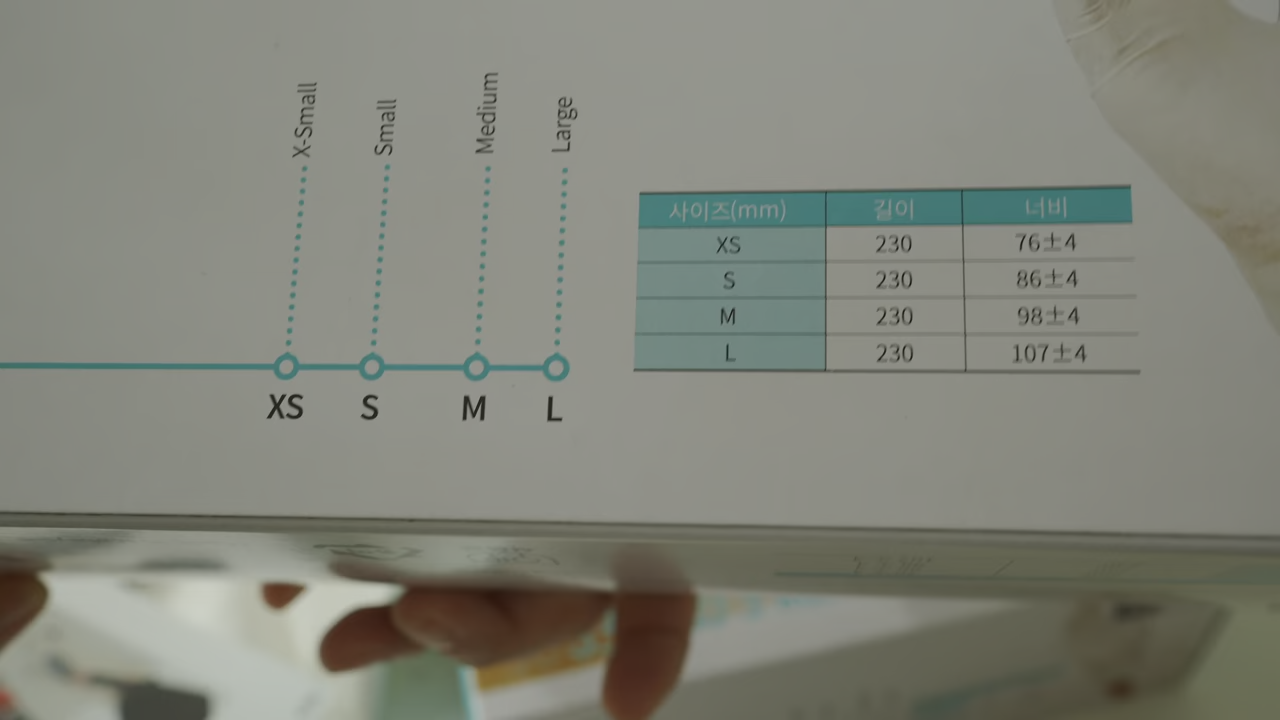 X-Small
Small
Medium
Large
XS
S
M
L
사이즈(mm) 길이 너비
XS 230 76±4
S 230 86±4
M 230 98±4
L 230 107±4